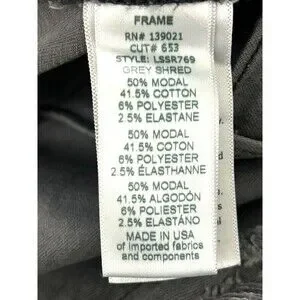 FRAME
RN# 139021
CUT# 653
STYLE: LSSR769
GREY SHRED
50% MODAL
41.5% COTTON
6% POLYESTER
2.5% ELASTANE
50% MODAL
41.5% COTON
6% POLYESTER
2.5% ÉLASTHANNE
50% MODAL
41.5% ALGODÓN
6% POLIÉSTER
2.5% ELASTANO
MADE IN USA
of imported fabrics
and components